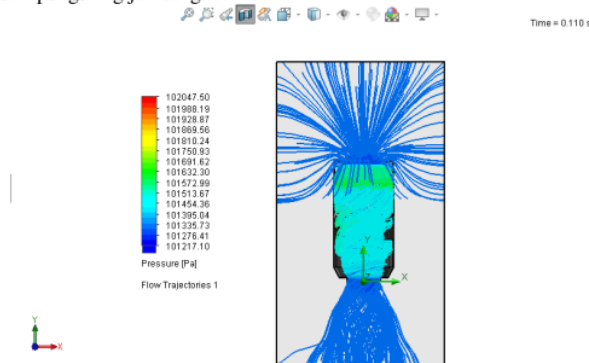 Time = 0.110 s
102047.50
101988.19
101928.87
101869.56
101810.24
101750.93
101691.62
101632.30
101572.99
101513.67
101454.36
101395.04
101335.73
101276.41
101217.10
Pressure [Pa]
Flow Trajectories 1
Y
X
Z
Y
X